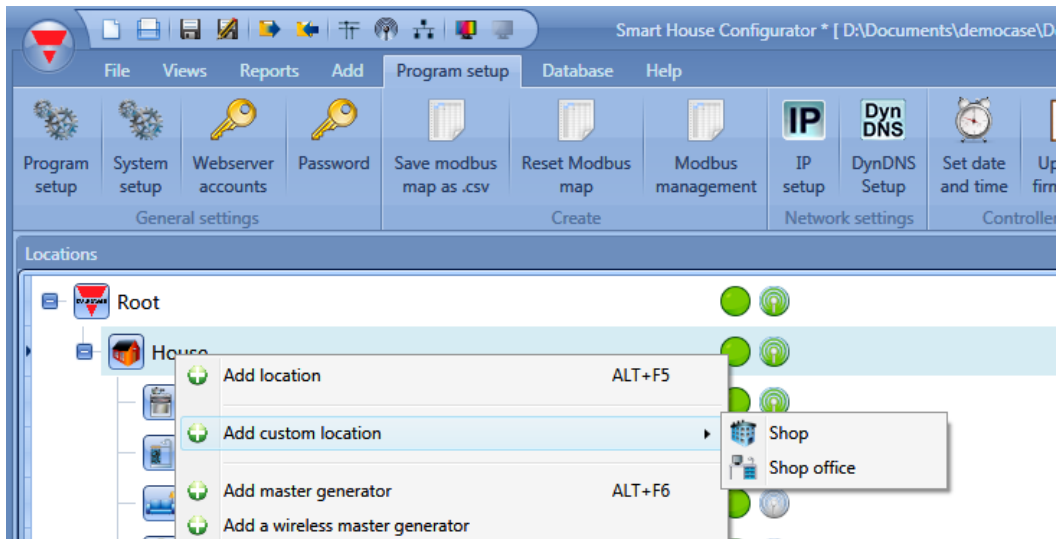 Smart House Configurator * [ D:\Documents\democase\D
File Views Reports Add Program setup Database Help
IP Dyn
DNS
Program System Webserver Password Save modbus Reset Modbus Modbus IP DynDNS Set date
setup setup accounts map as .csv map management setup Setup and time
General settings Create Network settings
Locations
Root
House
Add location ALT+F5
Add custom location Shop
Shop office
Add master generator ALT+F6
Add a wireless master generator